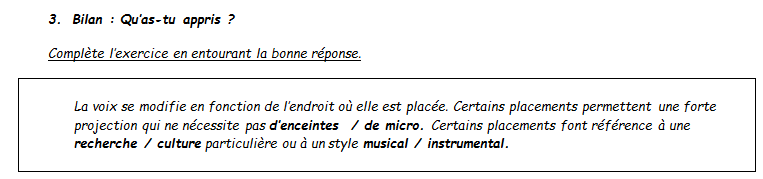 3. Bilan : Qu'as-tu appris ?
Complète l'exercice en entourant la bonne réponse.
La voix se modifie en fonction de l'endroit où elle est placée. Certains placements permettent une forte
projection qui ne nécessite pas d'enceintes / de micro. Certains placements font référence à une
recherche / culture particulière ou à un style musical / instrumental.